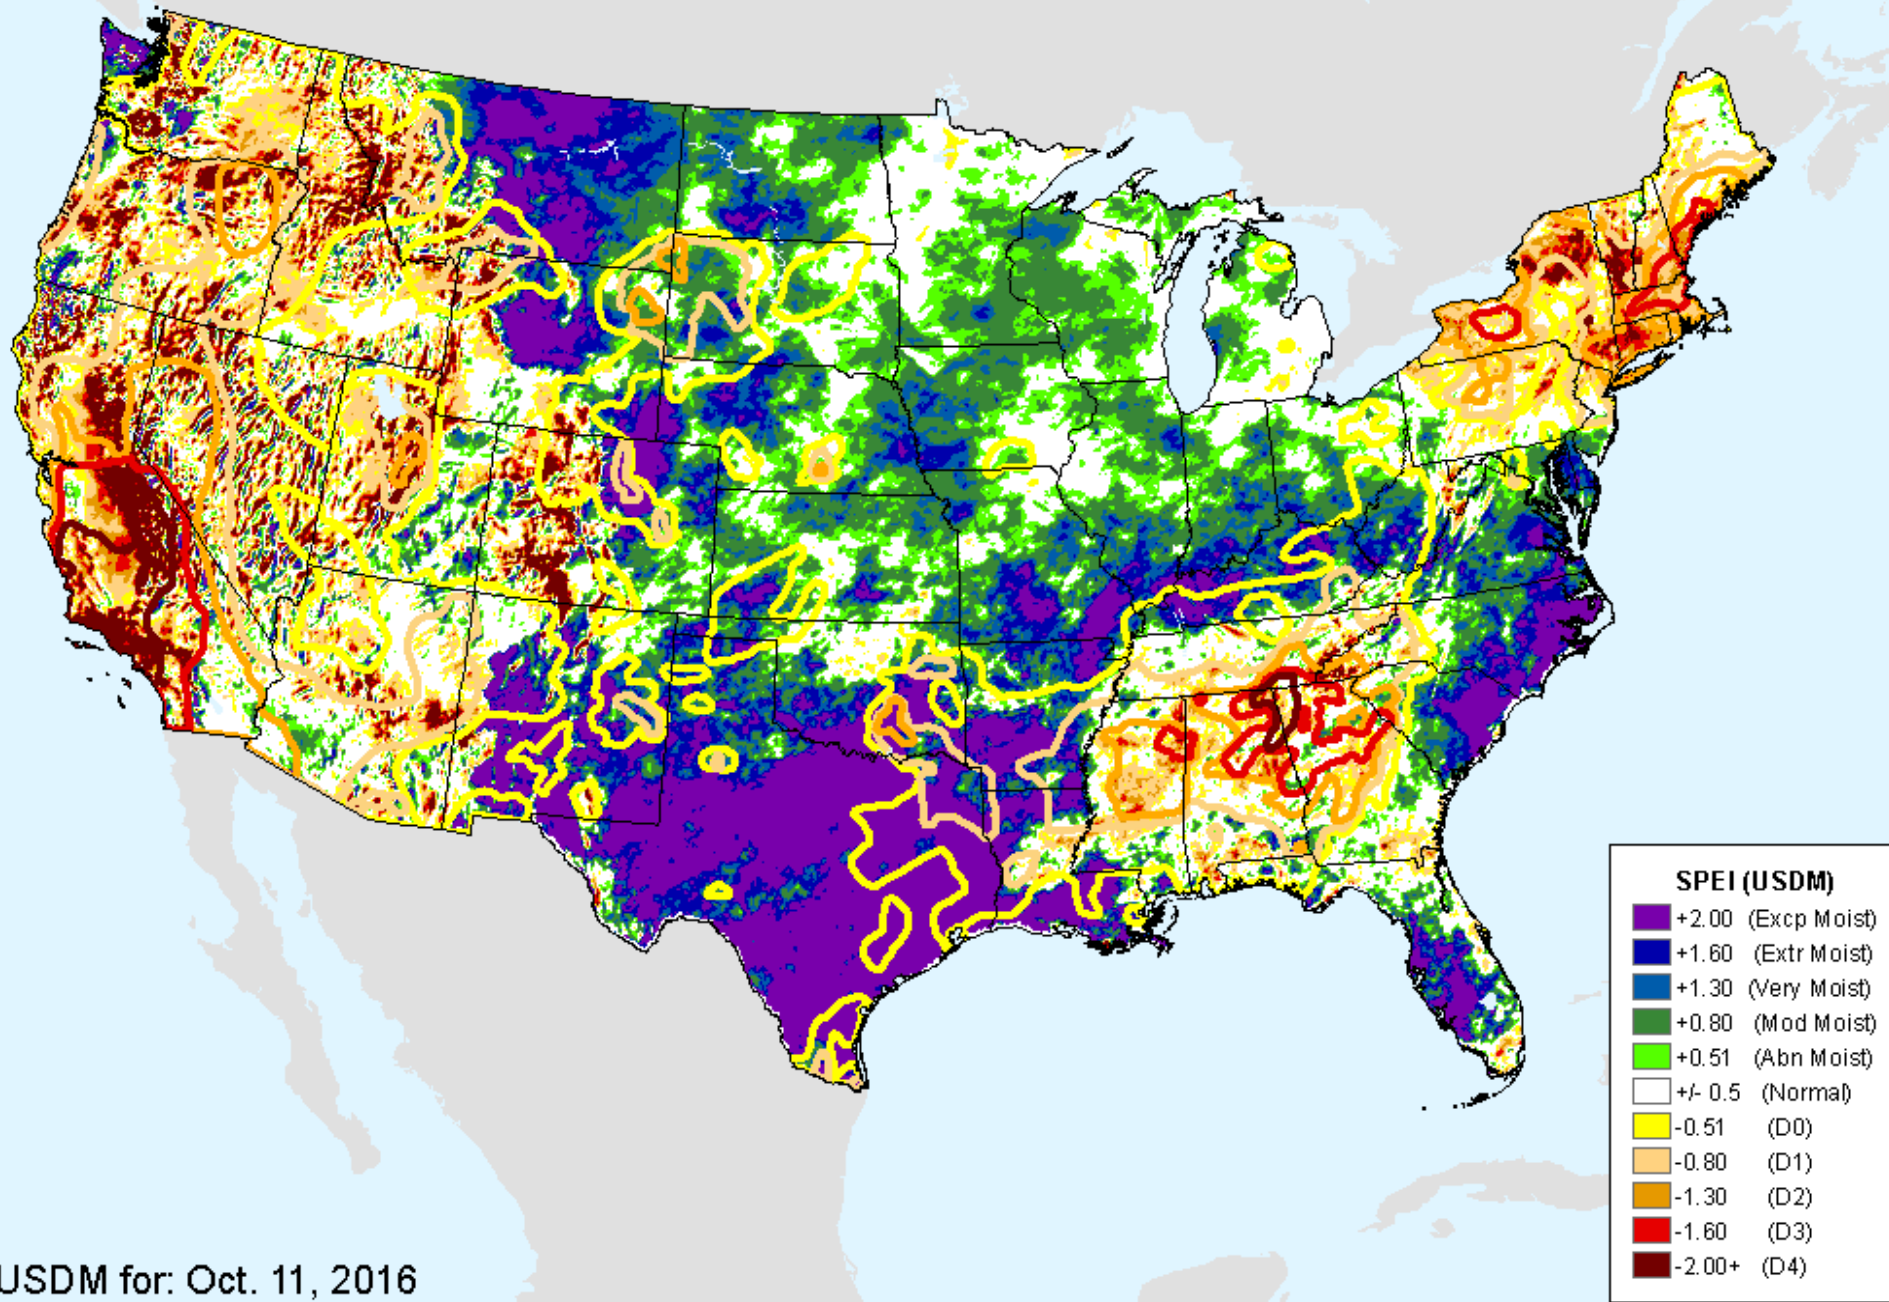 SPEI (USDM)
+2.00 (Excp Moist)
+1.60 (Extr Moist)
+1.30 (Very Moist)
+0.80 (Mod Moist)
+0.51 (Abn Moist)
+/- 0.5 (Normal)
-0.51 (D0)
-0.80 (D1)
-1.30 (D2)
-1.60 (D3)
-2.00+ (D4)
USDM for: Oct. 11, 2016